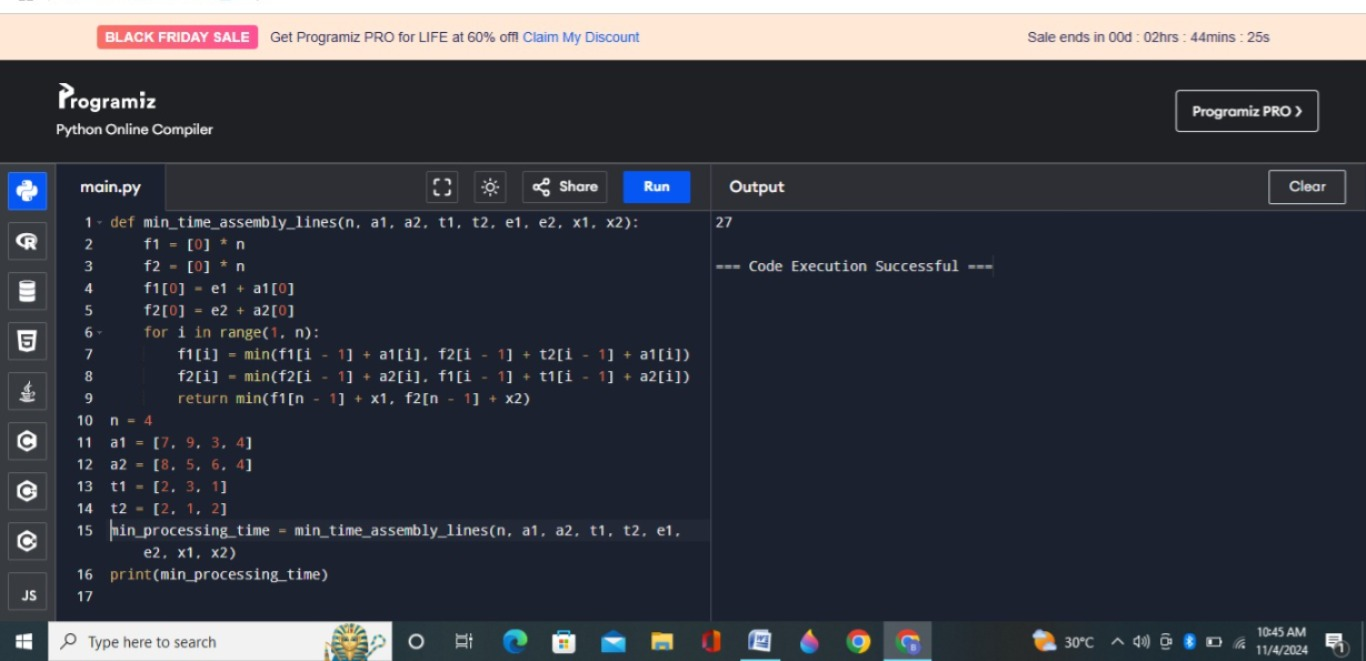 BLACK FRIDAY SALE Get Programiz PRO for LIFE at 60% off! Claim My Discount Sale ends in 00d : 02hrs : 44mins : 25s
Programiz
Python Online Compiler
Programiz PRO >
main.py Share Run Output Clear
1 def min_time_assembly_lines(n, a1, a2, t1, t2, e1, e2, x1, x2):
2 f1 = [0] * n
3 f2 = [0] * n
4 f1[0] = e1 + a1[0]
5 f2[0] = e2 + a2[0]
6 for i in range(1, n):
7 f1[i] = min(f1[i - 1] + a1[i], f2[i - 1] + t2[i - 1] + a1[i])
8 f2[i] = min(f2[i - 1] + a2[i], f1[i - 1] + t1[i - 1] + a2[i])
9 return min(f1[n - 1] + x1, f2[n - 1] + x2)
10 n = 4
11 a1 = [7, 9, 3, 4]
12 a2 = [8, 5, 6, 4]
13 t1 = [2, 3, 1]
14 t2 = [2, 1, 2]
15 min_processing_time = min_time_assembly_lines(n, a1, a2, t1, t2, e1,
e2, x1, x2)
16 print(min_processing_time)
17
27
=== Code Execution Successful ===
JS
Type here to search
30°C
10:45 AM
11/4/2024